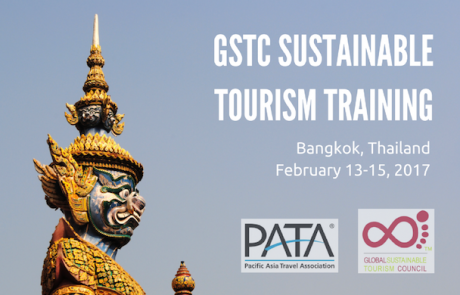 GSTC SUSTAINABLE
TOURISM TRAINING
Bangkok, Thailand
February 13-15, 2017
PATA®
Pacific Asia Travel Association
TM
GLOBAL SUSTAINABLE
TOURISM COUNCIL